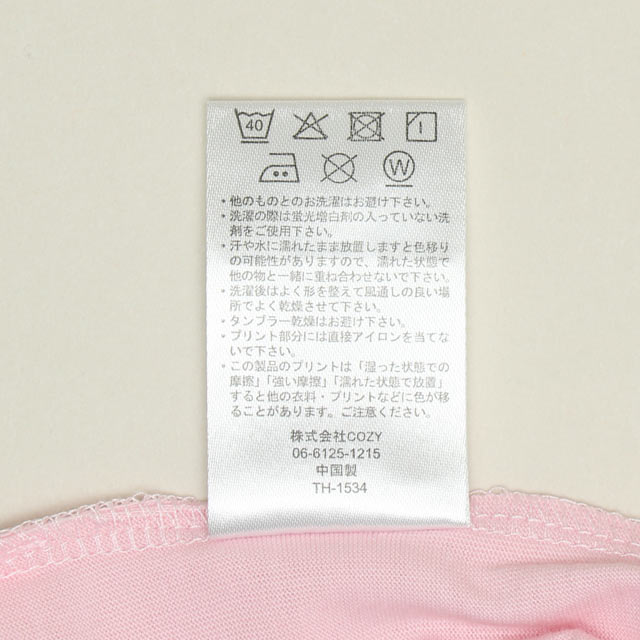 40
W
・他のものとのお洗濯はお避け下さい。
・洗濯の際は蛍光増白剤の入っていない洗
剤をご使用下さい。
・汗や水に濡れたまま放置しますと色移り
の可能性がありますので、濡れた状態で
他の物と一緒に重ね合わせないで下さい。
・洗濯後はよく形を整えて風通しの良い場
所でよく乾燥させて下さい。
・タンブラー乾燥はお避け下さい。
・プリント部分には直接アイロンを当てな
いで下さい。
・この製品のプリントは「湿った状態での
摩擦」「強い摩擦」「濡れた状態で放置」
すると他の衣料・プリントなどに色が移
ることがあります。ご注意ください。
株式会社COZY
06-6125-1215
中国製
TH-1534